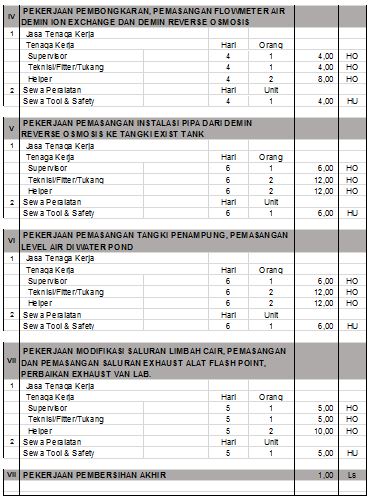 IV PEKERJAAN PEMBONGKARAN, PEMASANGAN FLOWMETER AIR
DEMIN ION EXCHANGE DAN DEMIN REVERSE OSMOSIS
1 Jasa Tenaga Kerja
Tenaga Kerja Hari Orang
Supervisor 4 1 4,00 HO
Teknisi/Fitter/Tukang 4 1 4,00 HO
Helper 4 2 8,00 HO
2 Sewa Peralatan Hari Unit
Sewa Tool & Safety 4 1 4,00 HU
V PEKERJAAN PEMASANGAN INSTALASI PIPA DARI DEMIN
REVERSE OSMOSIS KE TANGKI EXIST TANK
1 Jasa Tenaga Kerja
Tenaga Kerja Hari Orang
Supervisor 6 1 6,00 HO
Teknisi/Fitter/Tukang 6 2 12,00 HO
Helper 6 2 12,00 HO
2 Sewa Peralatan Hari Unit
Sewa Tool & Safety 6 1 6,00 HU
VI PEKERJAAN PEMASANGAN TANGKI PENAMPUNG, PEMASANGAN
LEVEL AIR DI WATER POND
1 Jasa Tenaga Kerja
Tenaga Kerja Hari Orang
Supervisor 6 1 6,00 HO
Teknisi/Fitter/Tukang 6 2 12,00 HO
Helper 6 2 12,00 HO
2 Sewa Peralatan Hari Unit
Sewa Tool & Safety 6 1 6,00 HU
VII PEKERJAAN MODIFIKASI SALURAN LIMBAH CAIR, PEMASANGAN
DAN PEMASANGAN SALURAN EXHAUST ALAT FLASH POINT,
PERBAIKAN EXHAUST VAN LAB.
1 Jasa Tenaga Kerja
Tenaga Kerja Hari Orang
Supervisor 5 1 5,00 HO
Teknisi/Fitter/Tukang 5 1 5,00 HO
Helper 5 2 10,00 HO
2 Sewa Peralatan Hari Unit
Sewa Tool & Safety 5 1 5,00 HU
VII PEKERJAAN PEMBERSIHAN AKHIR 1,00 Ls